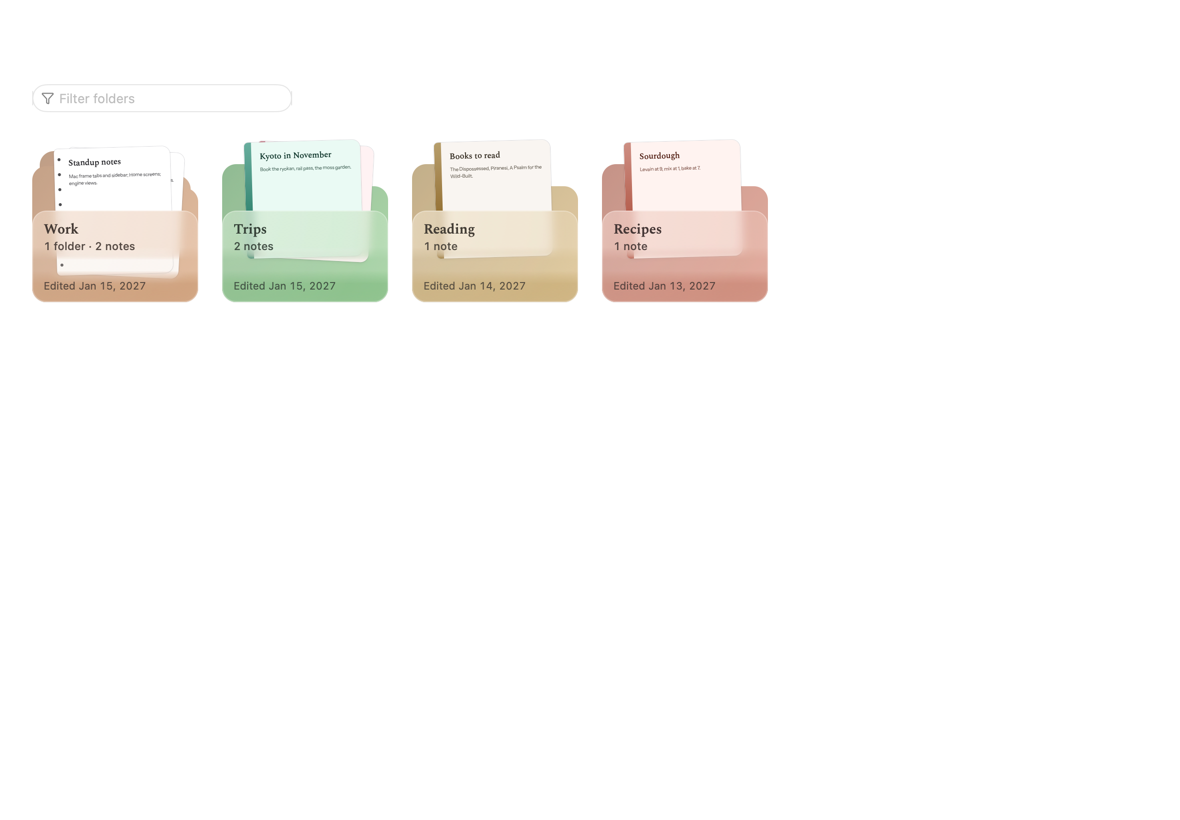 Filter folders
Standup notes
Mac frame talls and sidebar; mirrne screens:
engine views.
Work
1 folder · 2 notes
Edited Jan 15, 2027
Kyoto in November
Book the ryokan, rail pass, the moss garden.
Trips
2 notes
Edited Jan 15, 2027
Books to read
The Dispossessed, Piranesi, A Psalm for the
Wild-Built.
Reading
1 note
Edited Jan 14, 2027
Sourdough
Levain at 9, mix at 1, bake at 7.
Recipes
1 note
Edited Jan 13, 2027